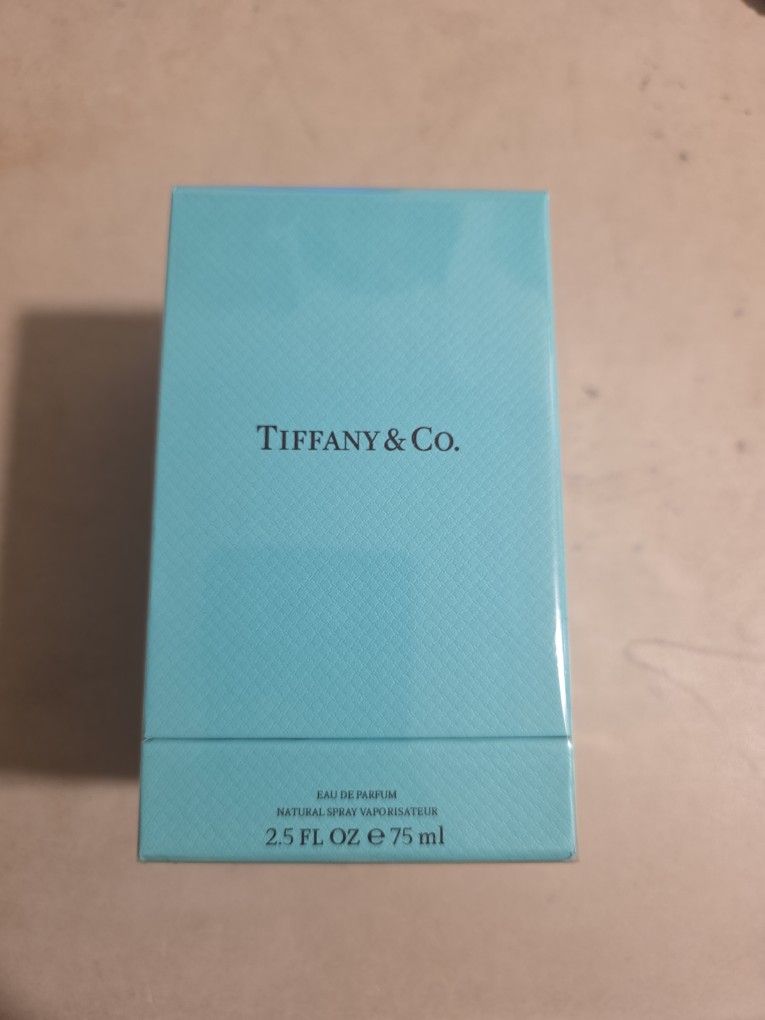 TIFFANY & CO.
EAU DE PARFUM
NATURAL SPRAY VAPORISATEUR
2.5 FL OZ ℮ 75 ml